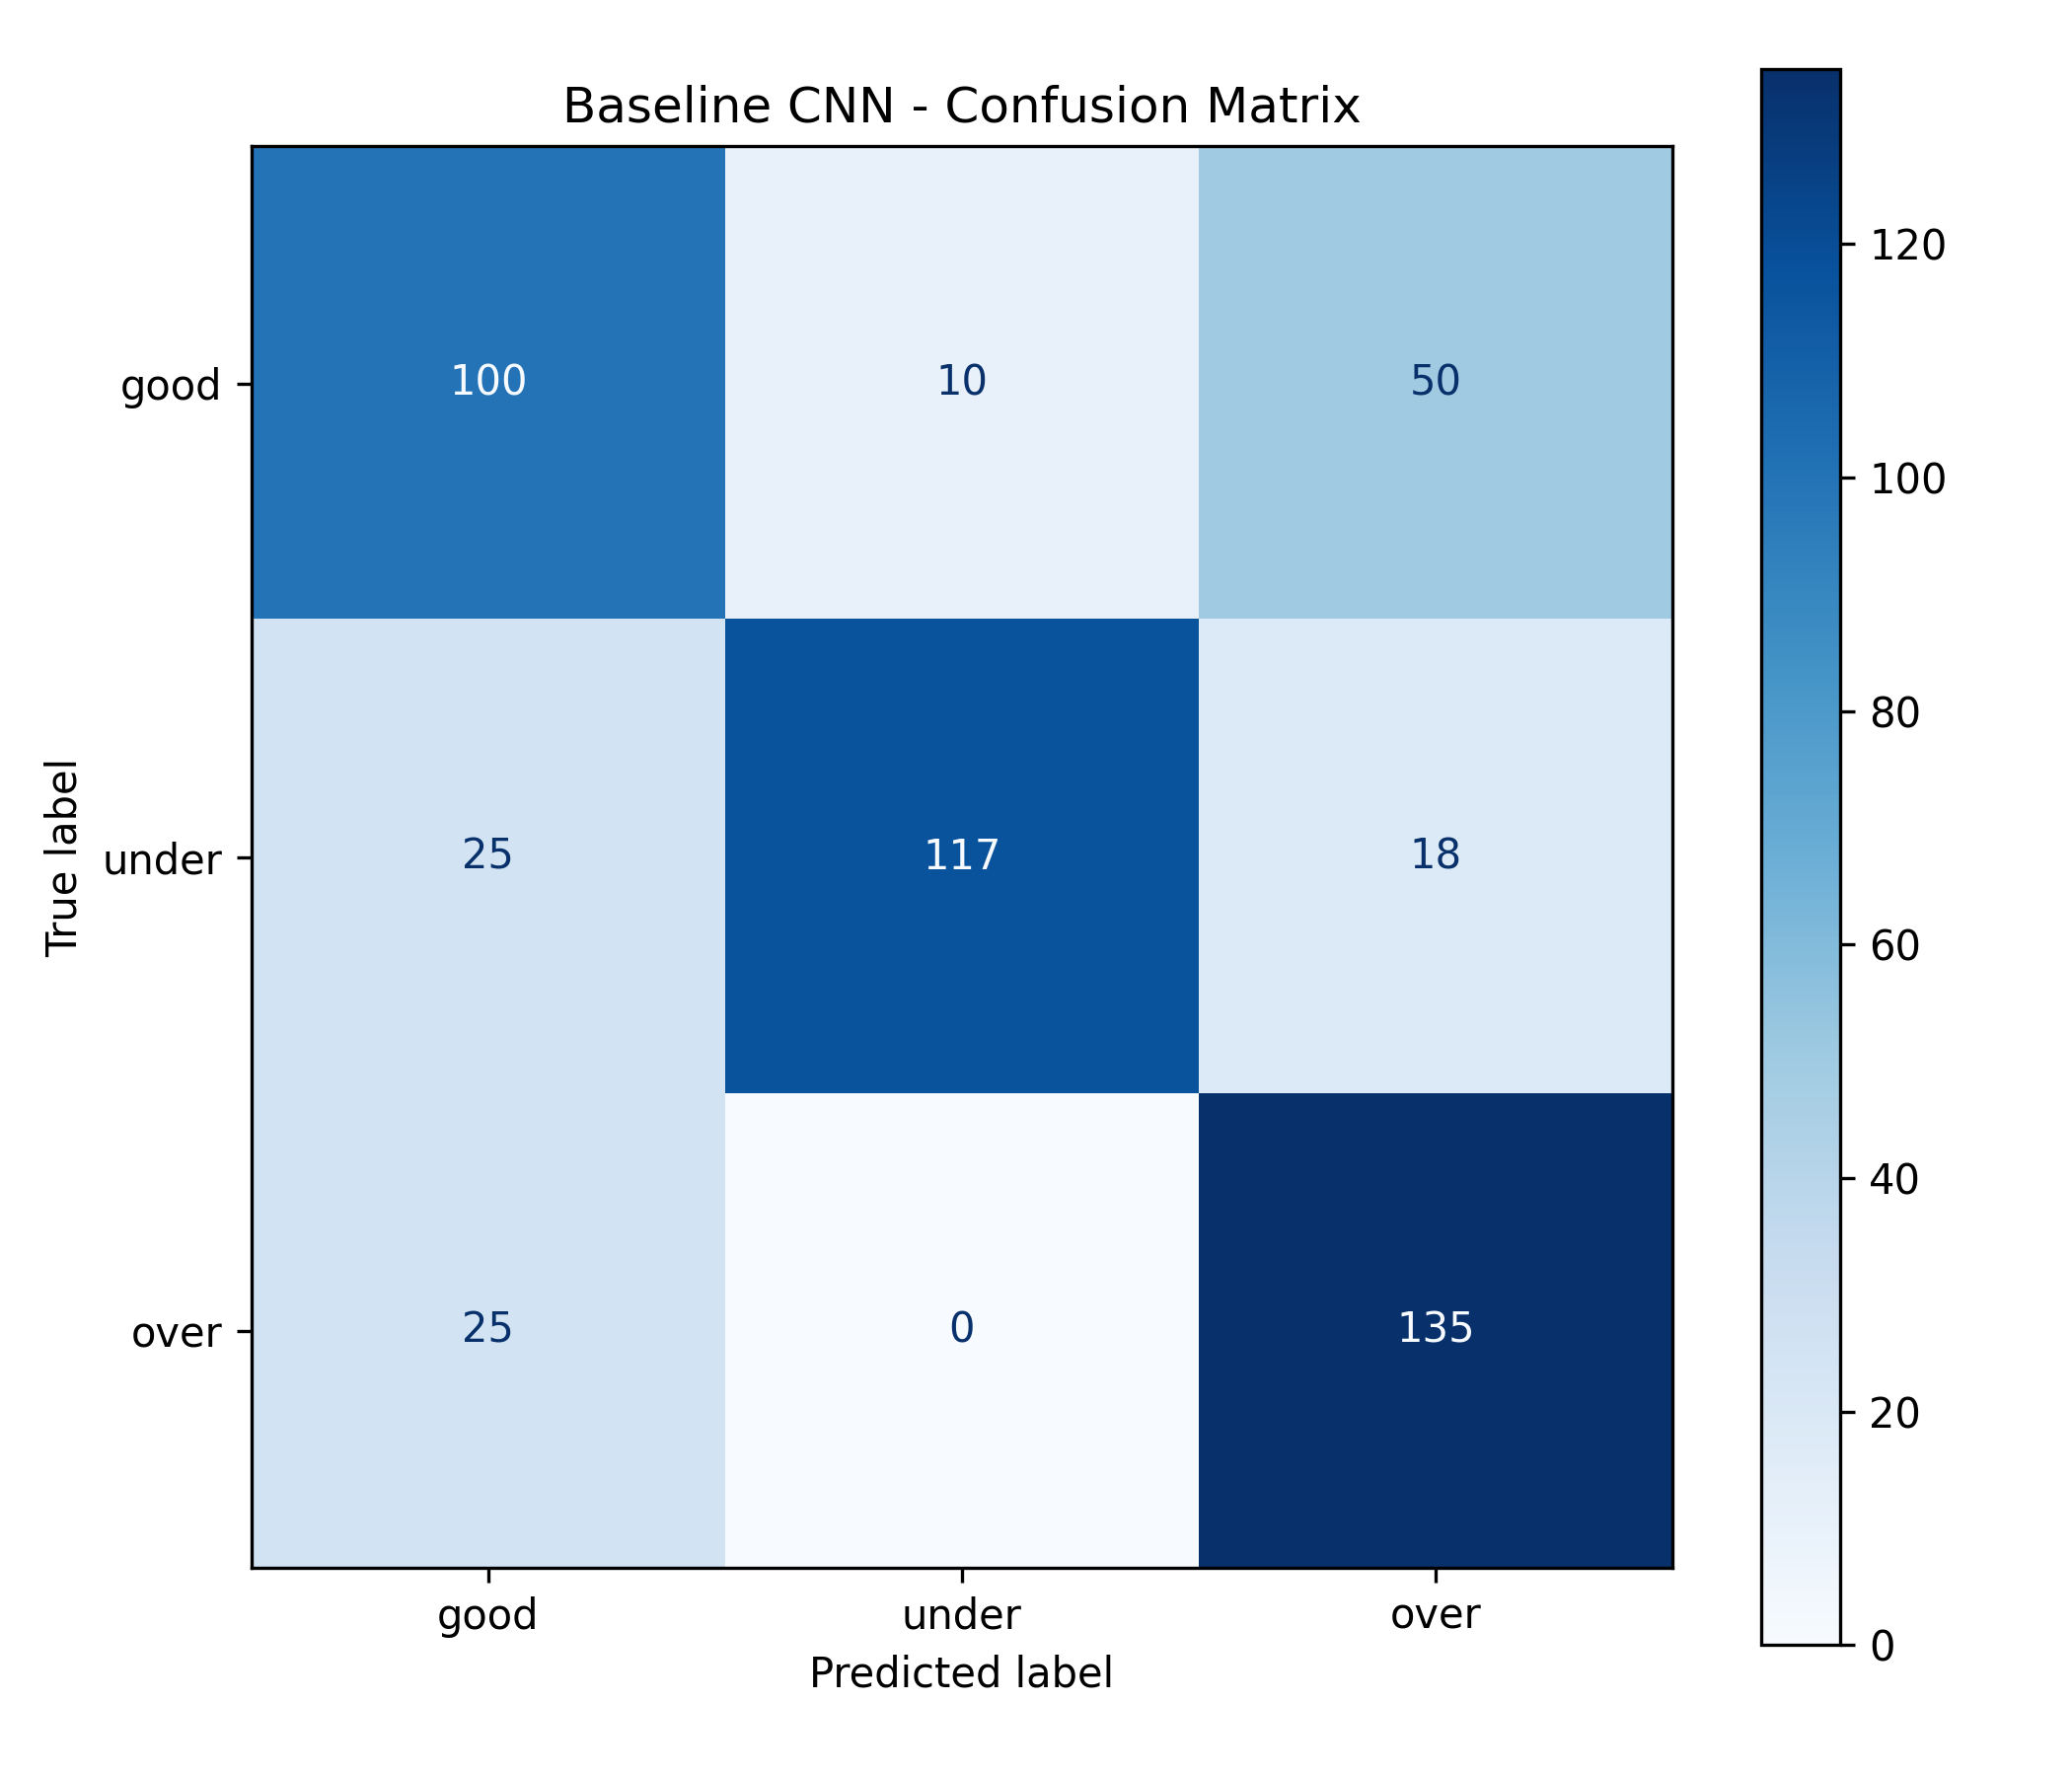 Baseline CNN - Confusion Matrix
True label
good
100
10
50
under
25
117
18
over
25
0
135
good
under
over
Predicted label
120
100
80
60
40
20
0